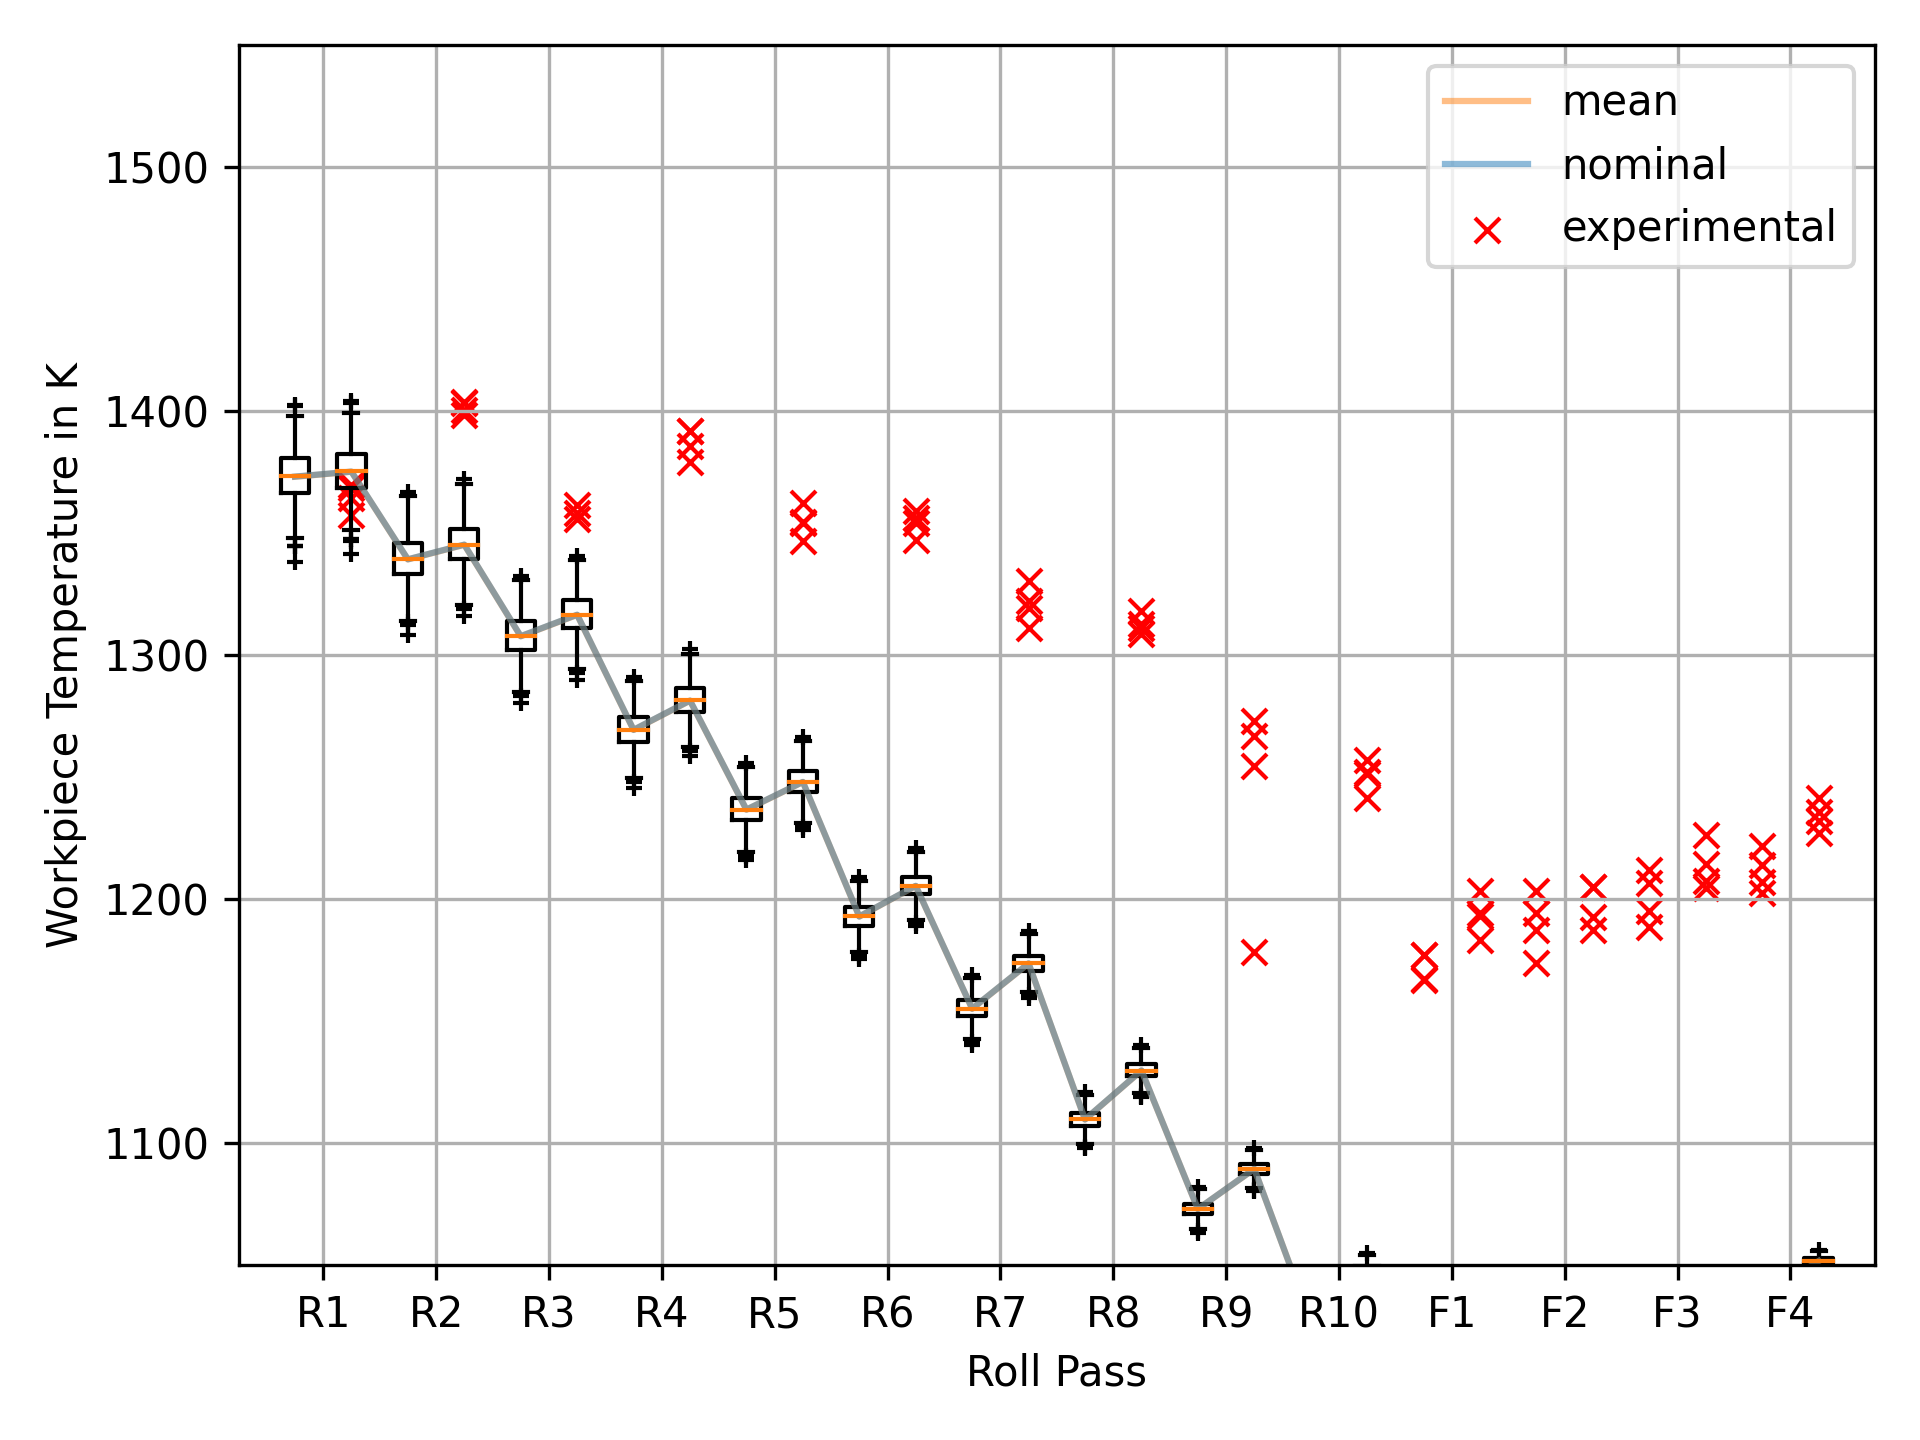 mean
nominal
experimental
1500
1400
1300
1200
1100
Workpiece Temperature in K
R1 R2 R3 R4 R5 R6 R7 R8 R9 R10 F1 F2 F3 F4
Roll Pass